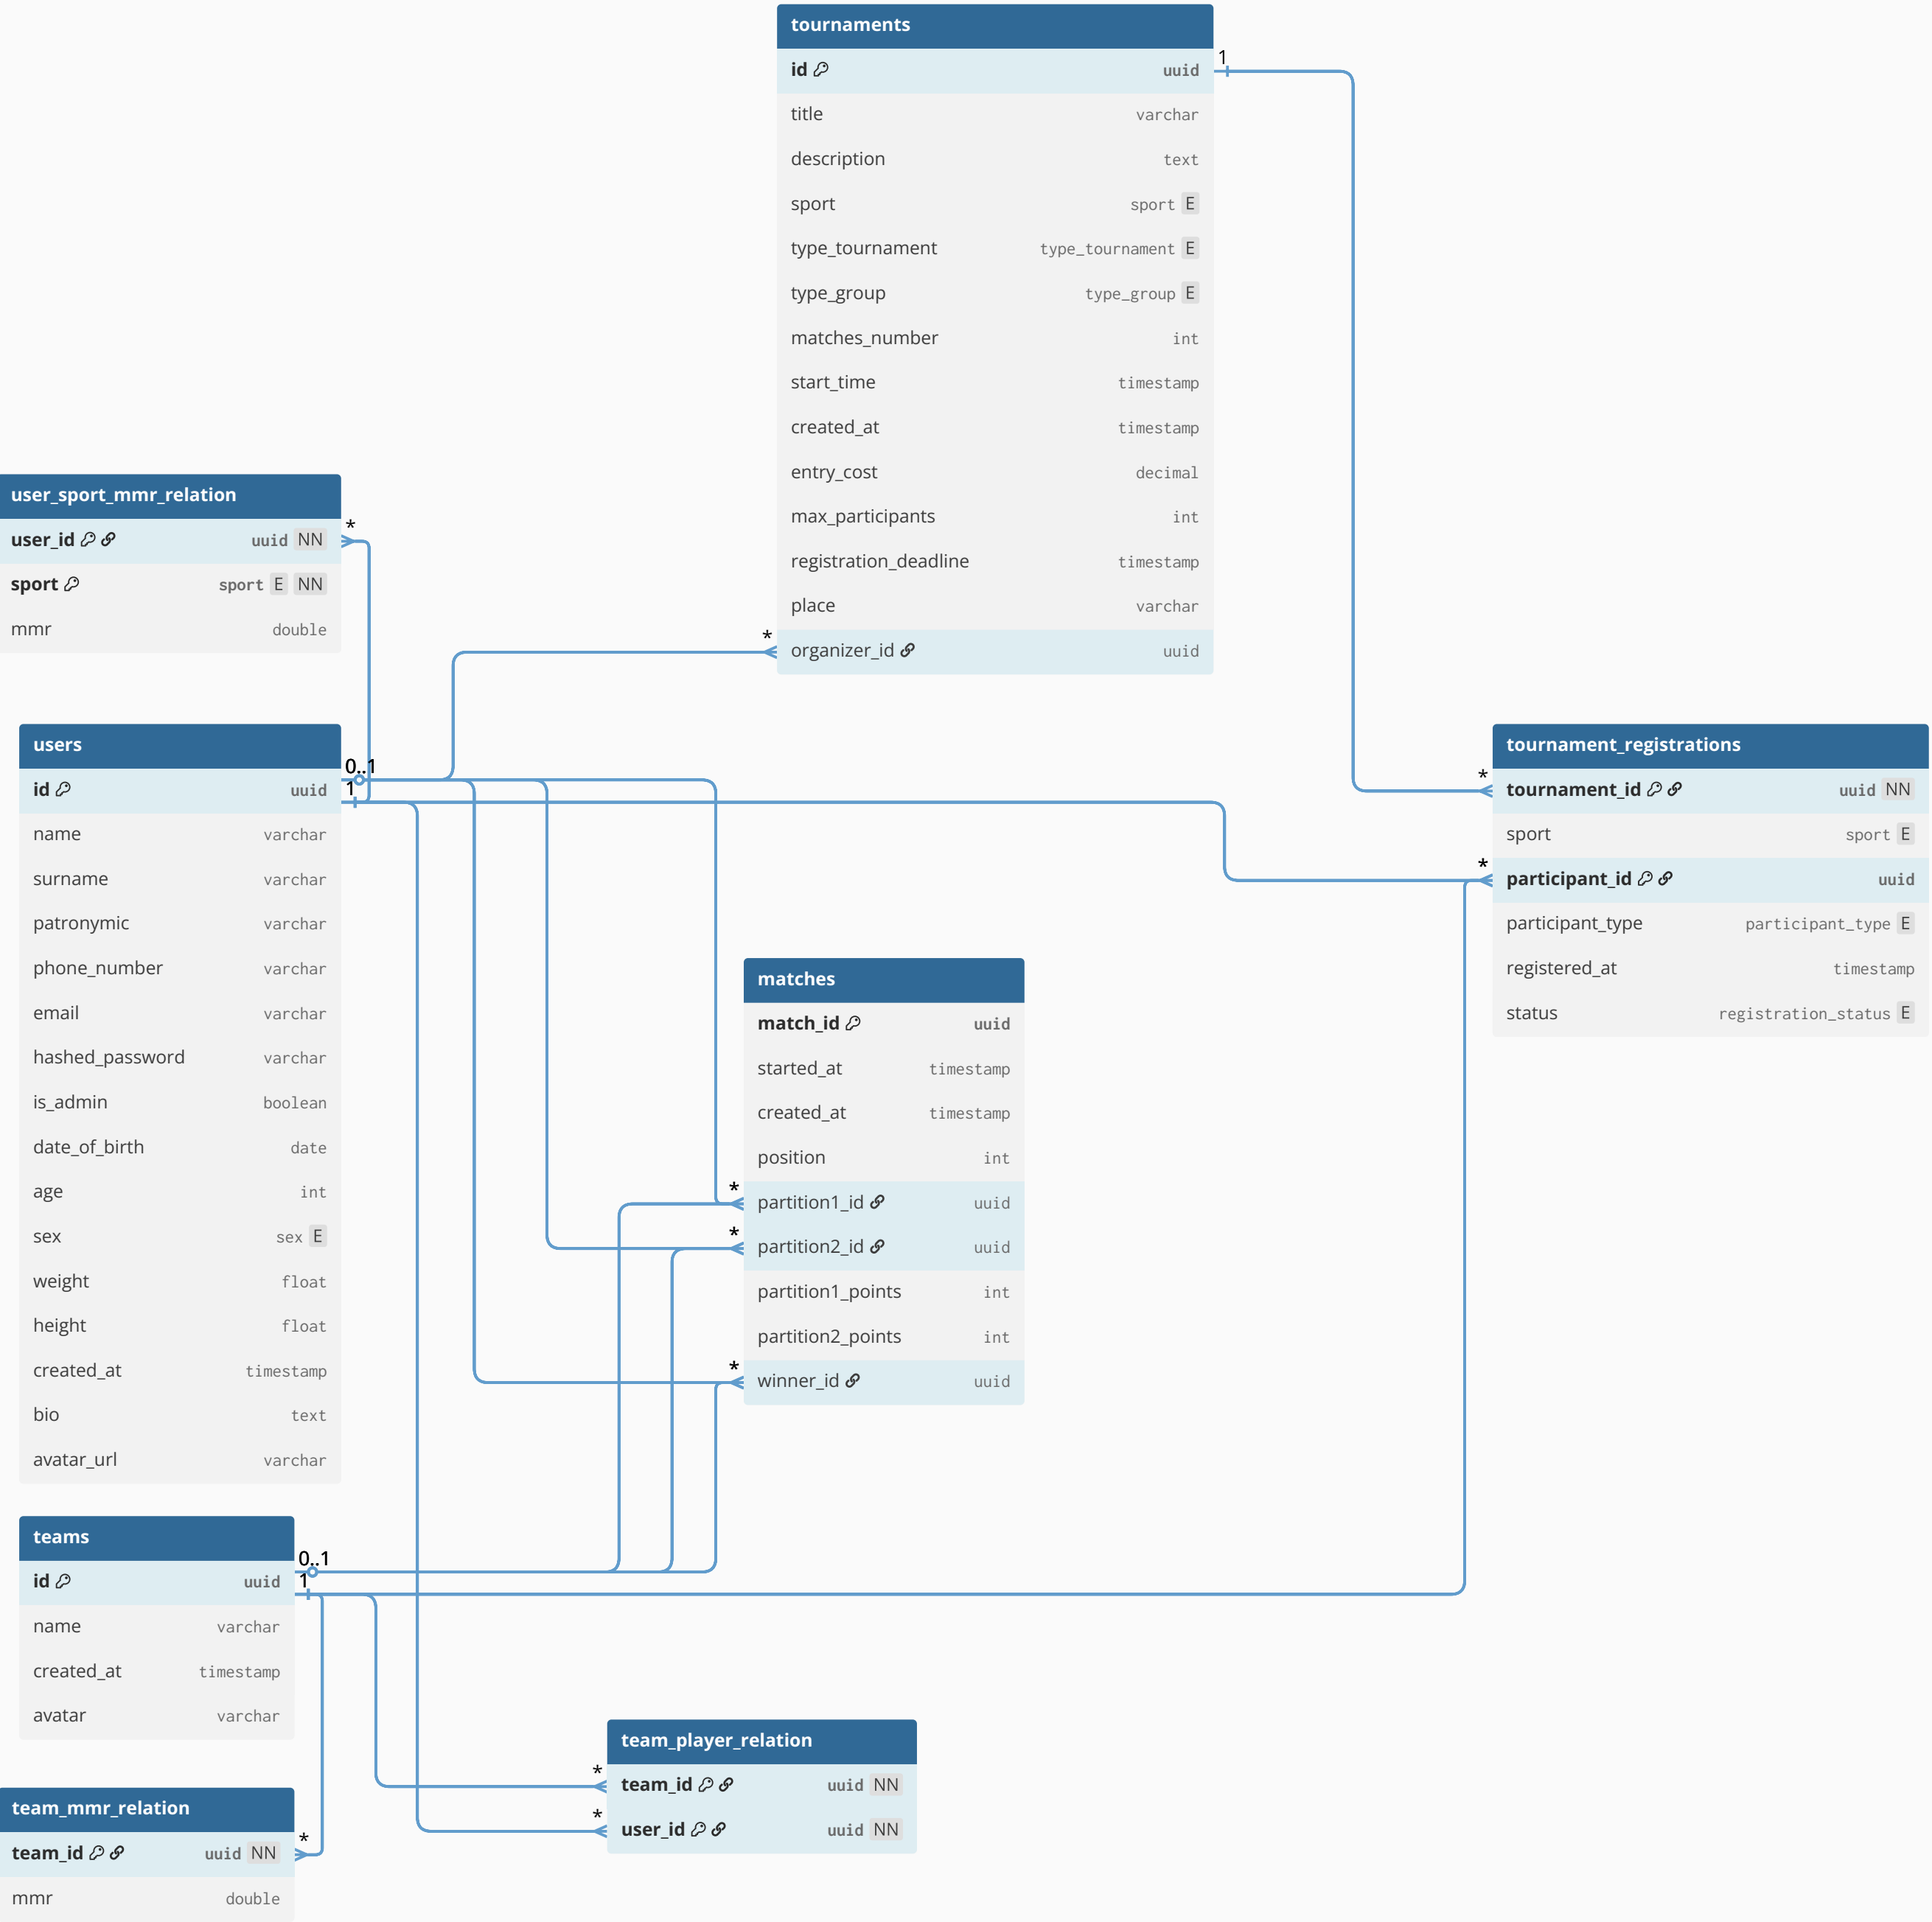 tournaments
id uuid
title varchar
description text
sport sport E
type_tournament type_tournament E
type_group type_group E
matches_number int
start_time timestamp
created_at timestamp
entry_cost decimal
max_participants int
registration_deadline timestamp
place varchar
organizer_id uuid
1
*
user_sport_mmr_relation
user_id uuid NN
sport sport E NN
mmr double
*
users
id uuid
name varchar
surname varchar
patronymic varchar
phone_number varchar
email varchar
hashed_password varchar
is_admin boolean
date_of_birth date
age int
sex sex E
weight float
height float
created_at timestamp
bio text
avatar_url varchar
0..1
1
tournament_registrations
tournament_id uuid NN
sport sport E
participant_id uuid
participant_type participant_type E
registered_at timestamp
status registration_status E
*
*
matches
match_id uuid
started_at timestamp
created_at timestamp
position int
partition1_id uuid
partition2_id uuid
partition1_points int
partition2_points int
winner_id uuid
*
*
*
teams
id uuid
name varchar
created_at timestamp
avatar varchar
0..1
1
team_player_relation
team_id uuid NN
user_id uuid NN
*
*
team_mmr_relation
team_id uuid NN
mmr double
*